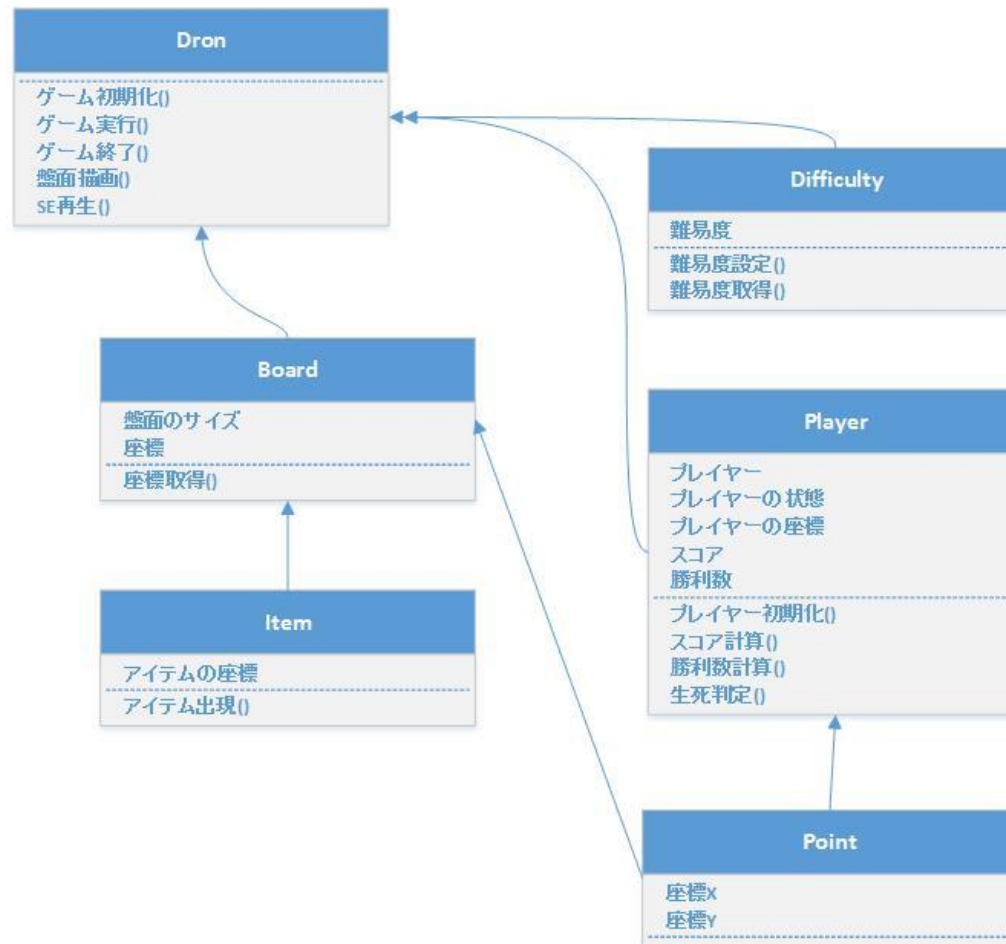 Dron
ゲーム初期化()
ゲーム実行()
ゲーム終了()
盤面描画()
SE再生()
Difficulty
難易度
難易度設定()
難易度取得()
Board
盤面のサイズ
座標
座標取得()
Player
プレイヤー
プレイヤーの状態
プレイヤーの座標
スコア
勝利数
プレイヤー初期化()
スコア計算()
勝利数計算()
生死判定()
Item
アイテムの座標
アイテム出現()
Point
座標X
座標Y